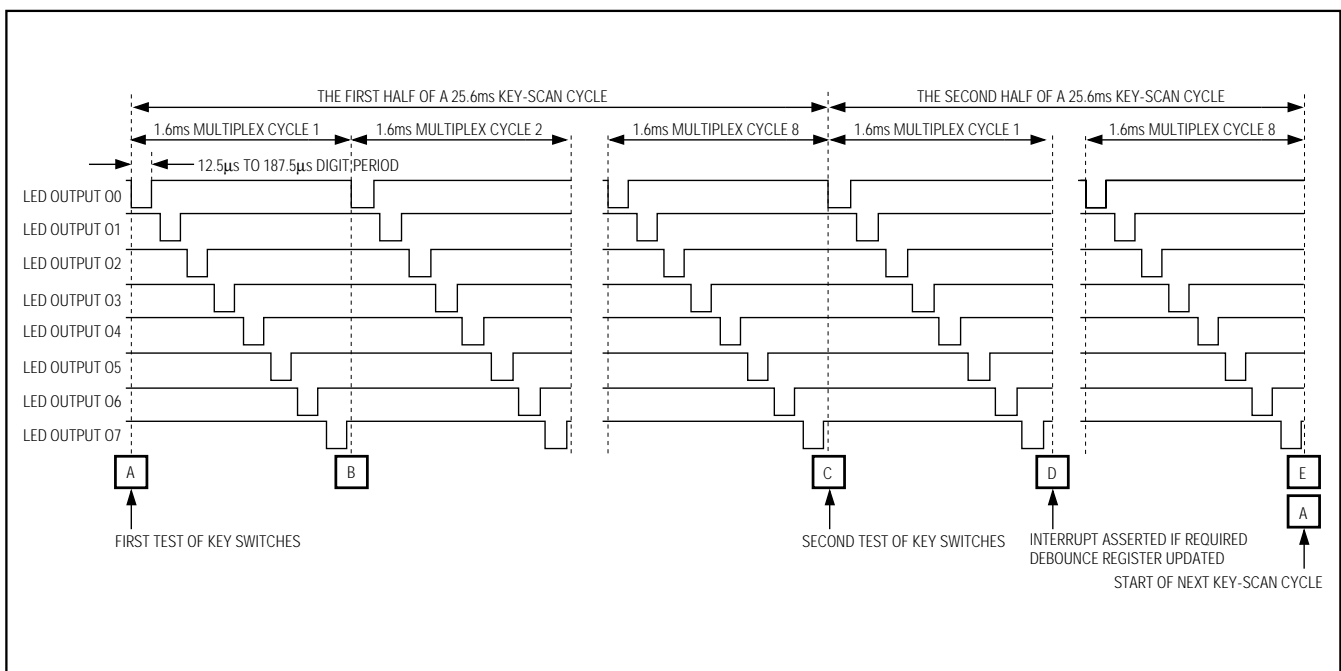 THE FIRST HALF OF A 25.6ms KEY-SCAN CYCLE
THE SECOND HALF OF A 25.6ms KEY-SCAN CYCLE
1.6ms MULTIPLEX CYCLE 1
1.6ms MULTIPLEX CYCLE 2
1.6ms MULTIPLEX CYCLE 8
1.6ms MULTIPLEX CYCLE 1
1.6ms MULTIPLEX CYCLE 8
12.5µs TO 187.5µs DIGIT PERIOD
LED OUTPUT O0
LED OUTPUT O1
LED OUTPUT O2
LED OUTPUT O3
LED OUTPUT O4
LED OUTPUT O5
LED OUTPUT O6
LED OUTPUT O7
A
B
C
D
E
A
FIRST TEST OF KEY SWITCHES
SECOND TEST OF KEY SWITCHES
INTERRUPT ASSERTED IF REQUIRED
DEBOUNCE REGISTER UPDATED
START OF NEXT KEY-SCAN CYCLE